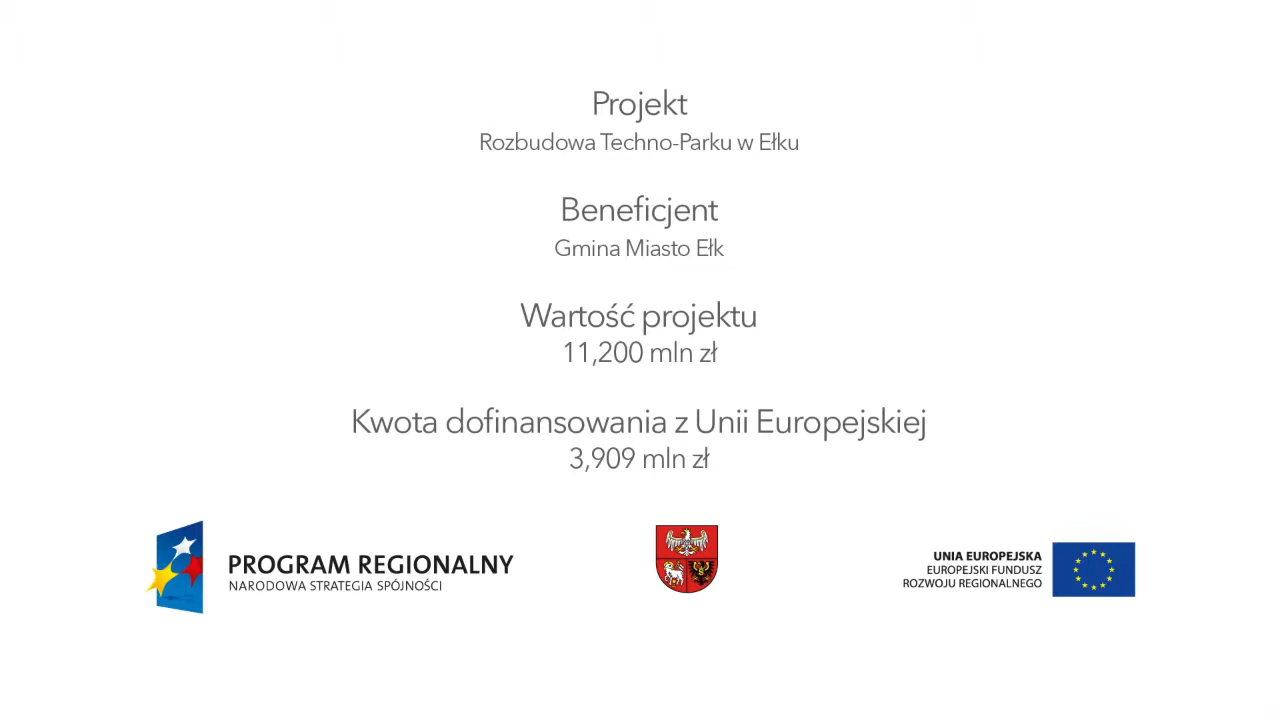 Projekt
Rozbudowa Techno-Parku w Ełku
Beneficjent
Gmina Miasto Ełk
Wartość projektu
11,200 mln zł
Kwota dofinansowania z Unii Europejskiej
3,909 mln zł
PROGRAM REGIONALNY
NARODOWA STRATEGIA SPÓJNOŚCI
UNIA EUROPEJSKA
EUROPEJSKI FUNDUSZ
ROZWOJU REGIONALNEGO